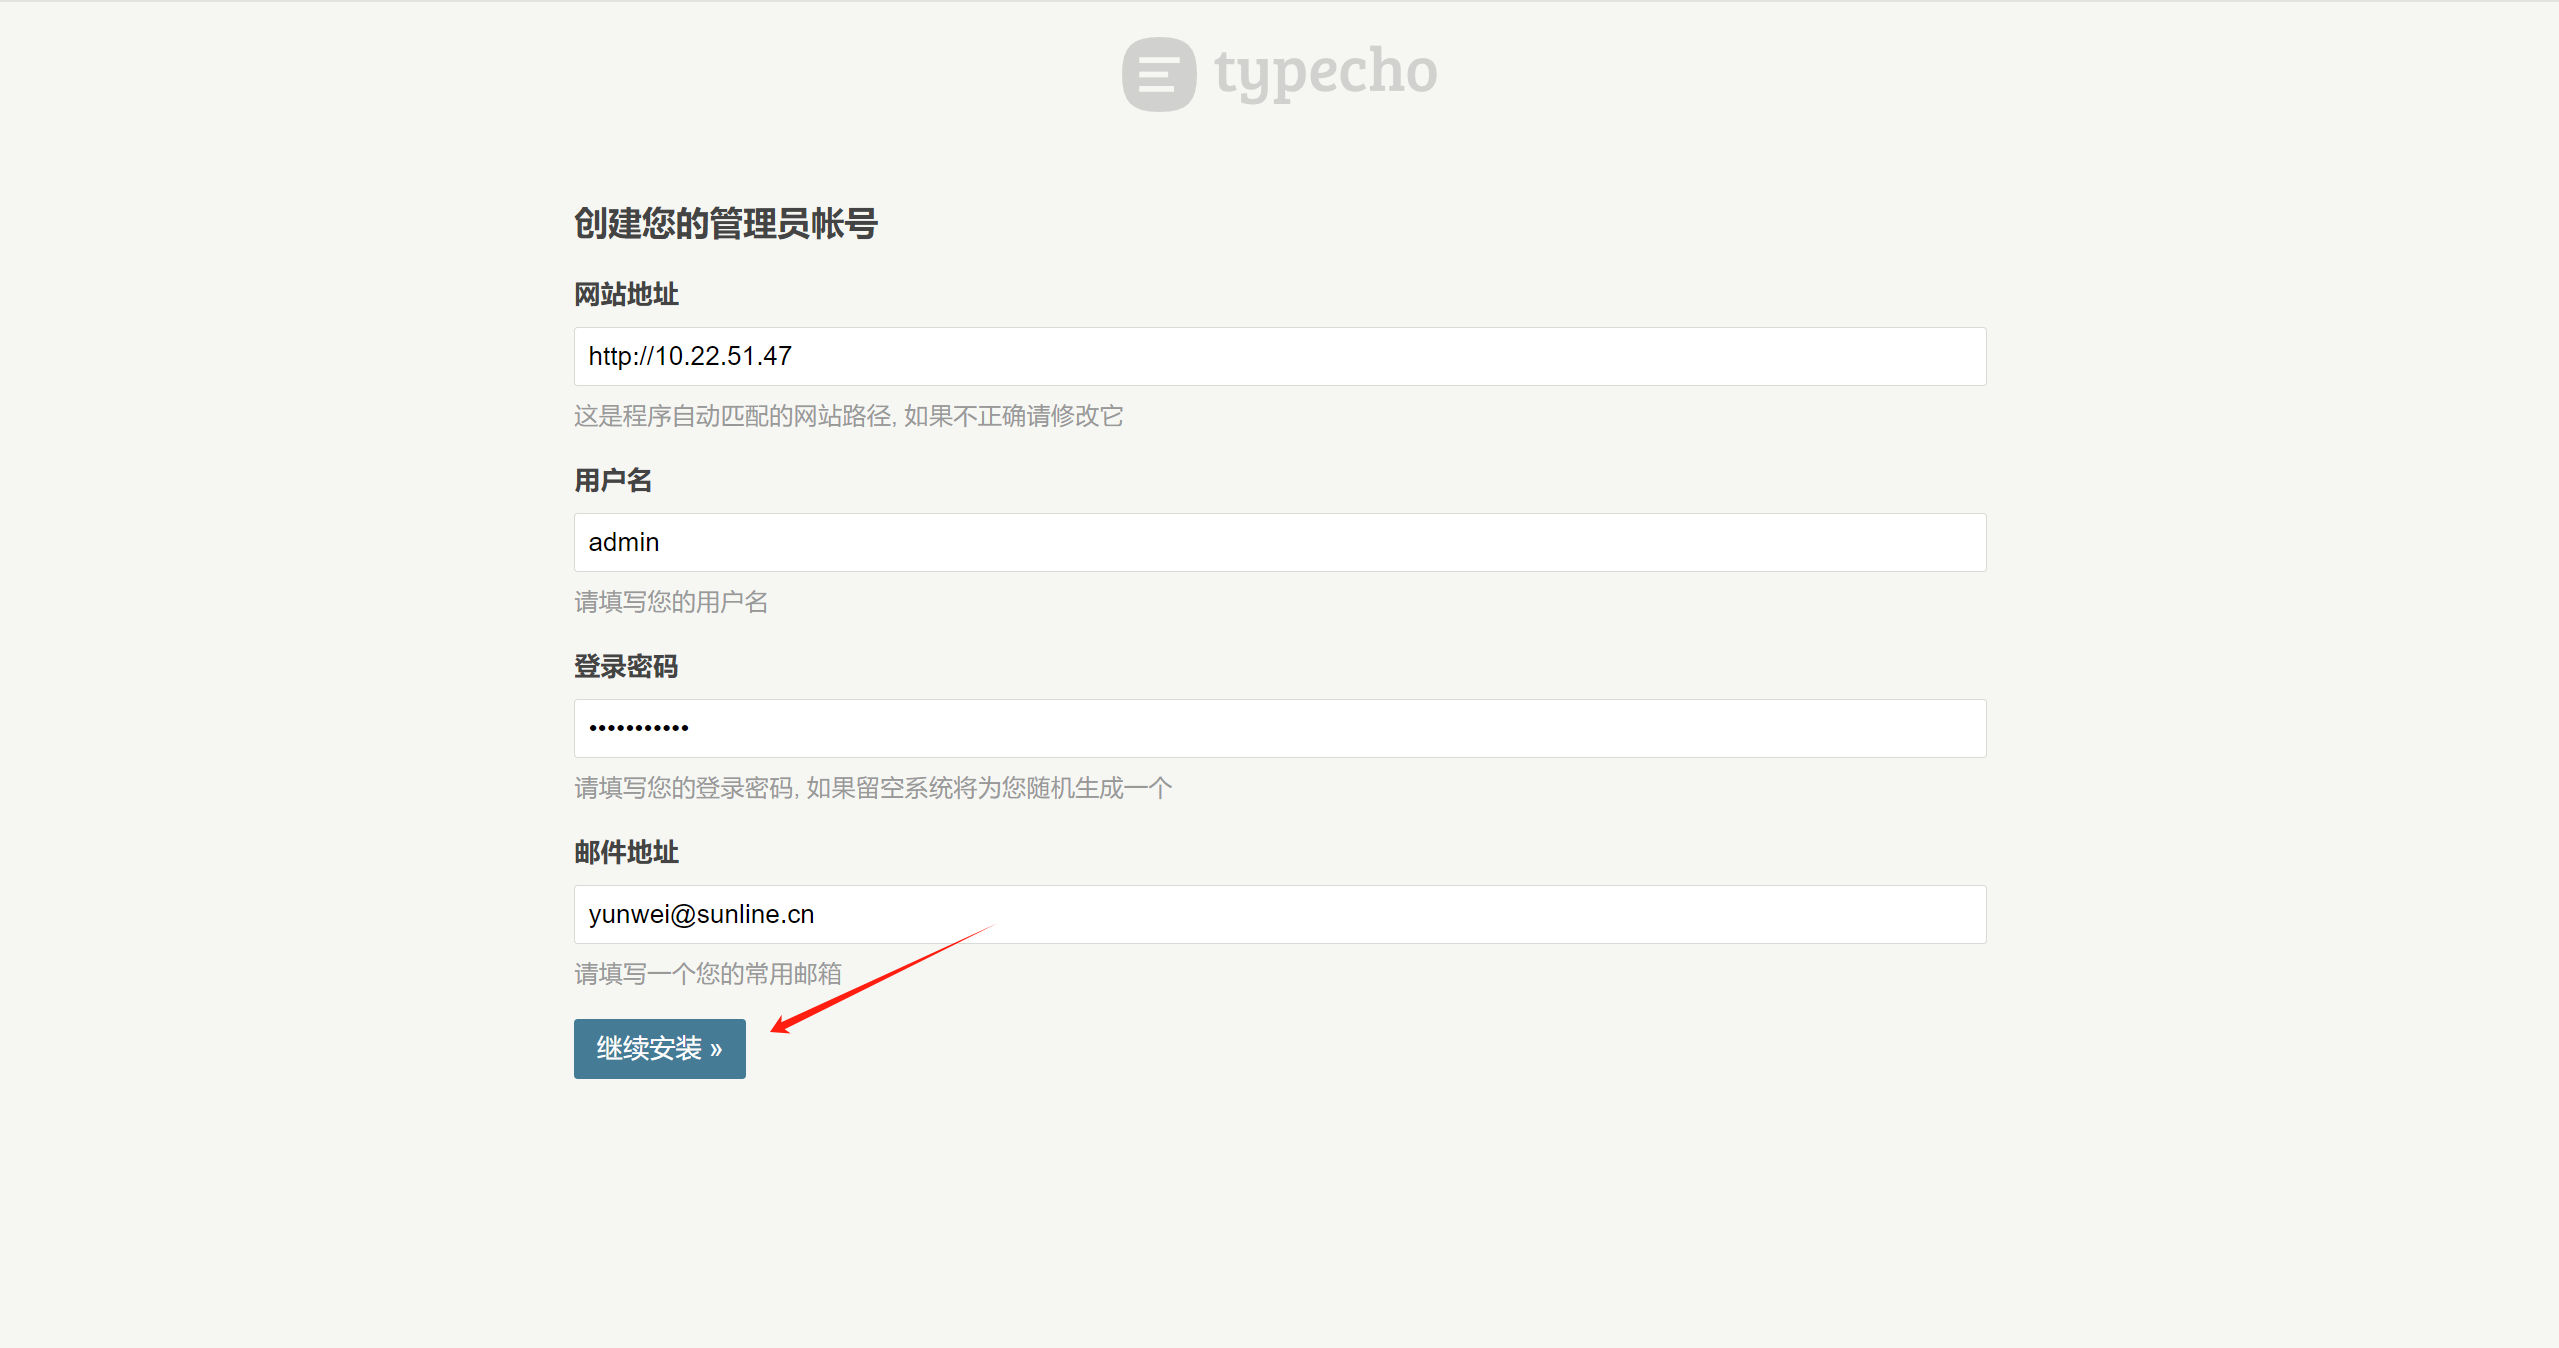 typecho
创建您的管理员帐号
网站地址
http://10.22.51.47
这是程序自动匹配的网站路径, 如果不正确请修改它
用户名
admin
请填写您的用户名
登录密码
•••••••••••
请填写您的登录密码, 如果留空系统将为您随机生成一个
邮件地址
yunwei@sunline.cn
请填写一个您的常用邮箱
继续安装 »